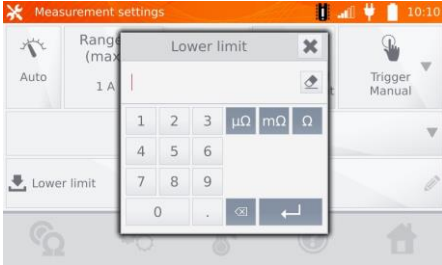 Measurement settings 10:10
Range
(max
Auto
1 A
Trigger
Manual
Lower limit
Lower limit
1 2 3 μΩ mΩ Ω
4 5 6
7 8 9
0 .